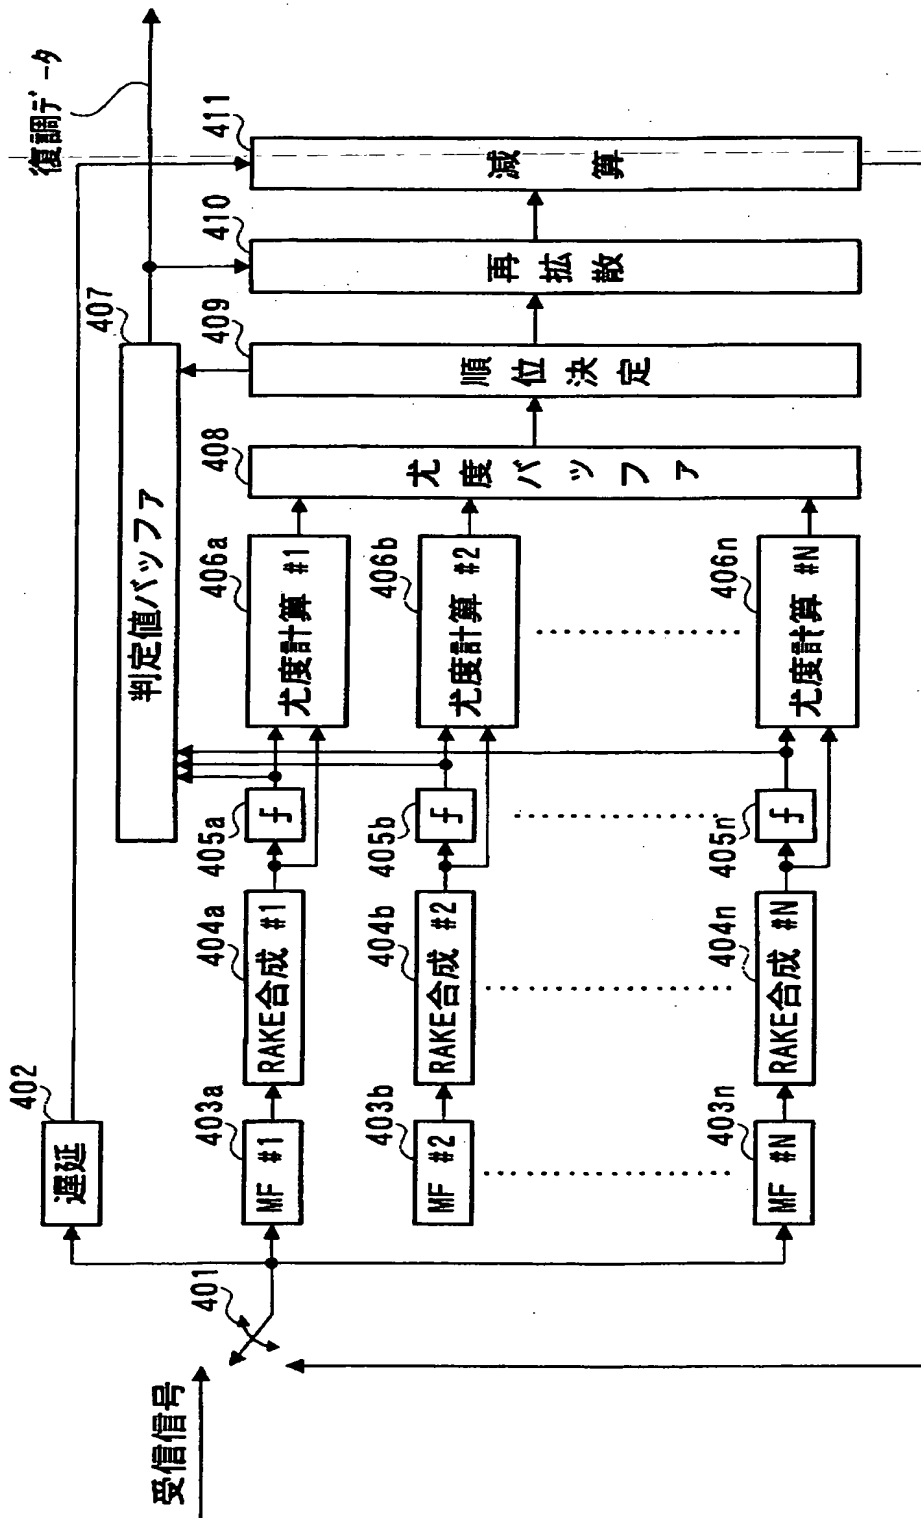 受信信号
401
402
遅延
403a
MF #1
403b
MF #2
403n
MF #N
404a
RAKE合成 #1
404b
RAKE合成 #2
404n
RAKE合成 #N
405a
405b
405n
406a
尤度計算 #1
406b
尤度計算 #2
406n
尤度計算 #N
407
判定値バッファ
408
尤度バッファ
409
順位決定
410
再拡散
411
減算
復調データ